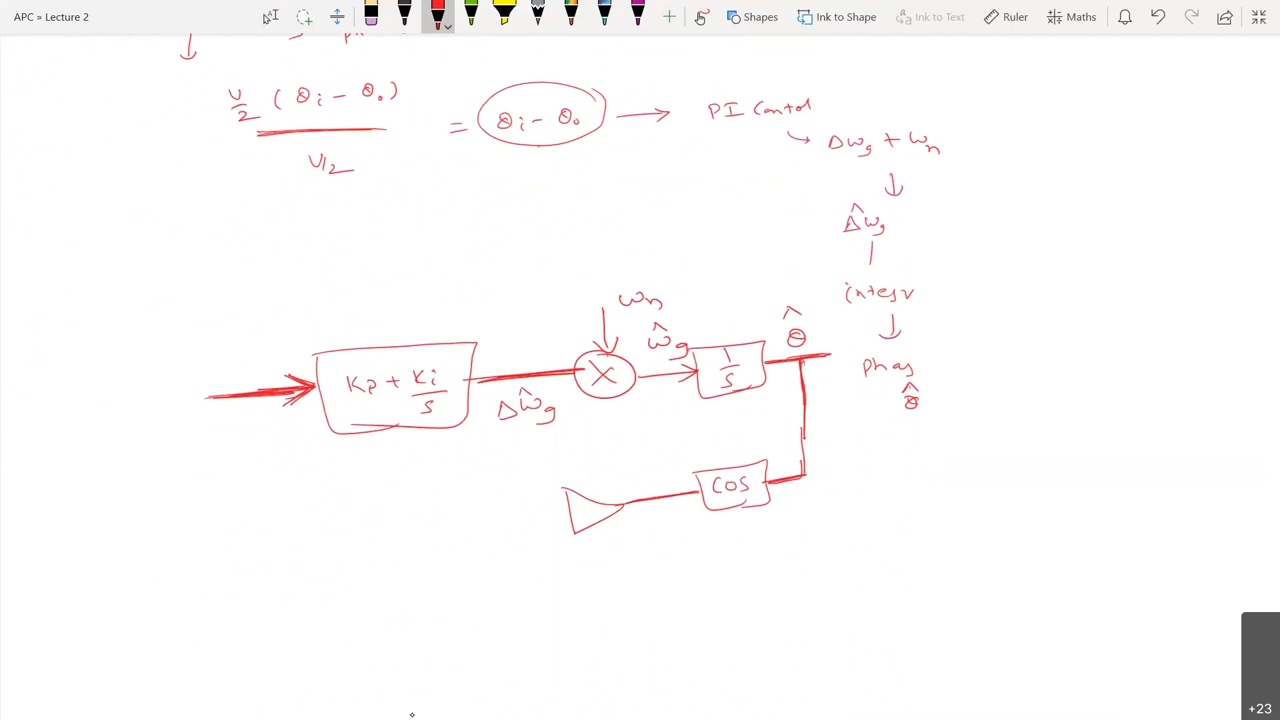 APC » Lecture 2
Shapes
Ink to Shape
Ink to Text
Ruler
Maths
V/2 (θi - θo)
V/2
= θi - θo →
PI Control
Δωg + ωn
Δω̂g
integr
phas
θ̂
ωn
Kp + Ki/s
Δω̂g
X
ω̂g
1/s
θ̂
COS
+23